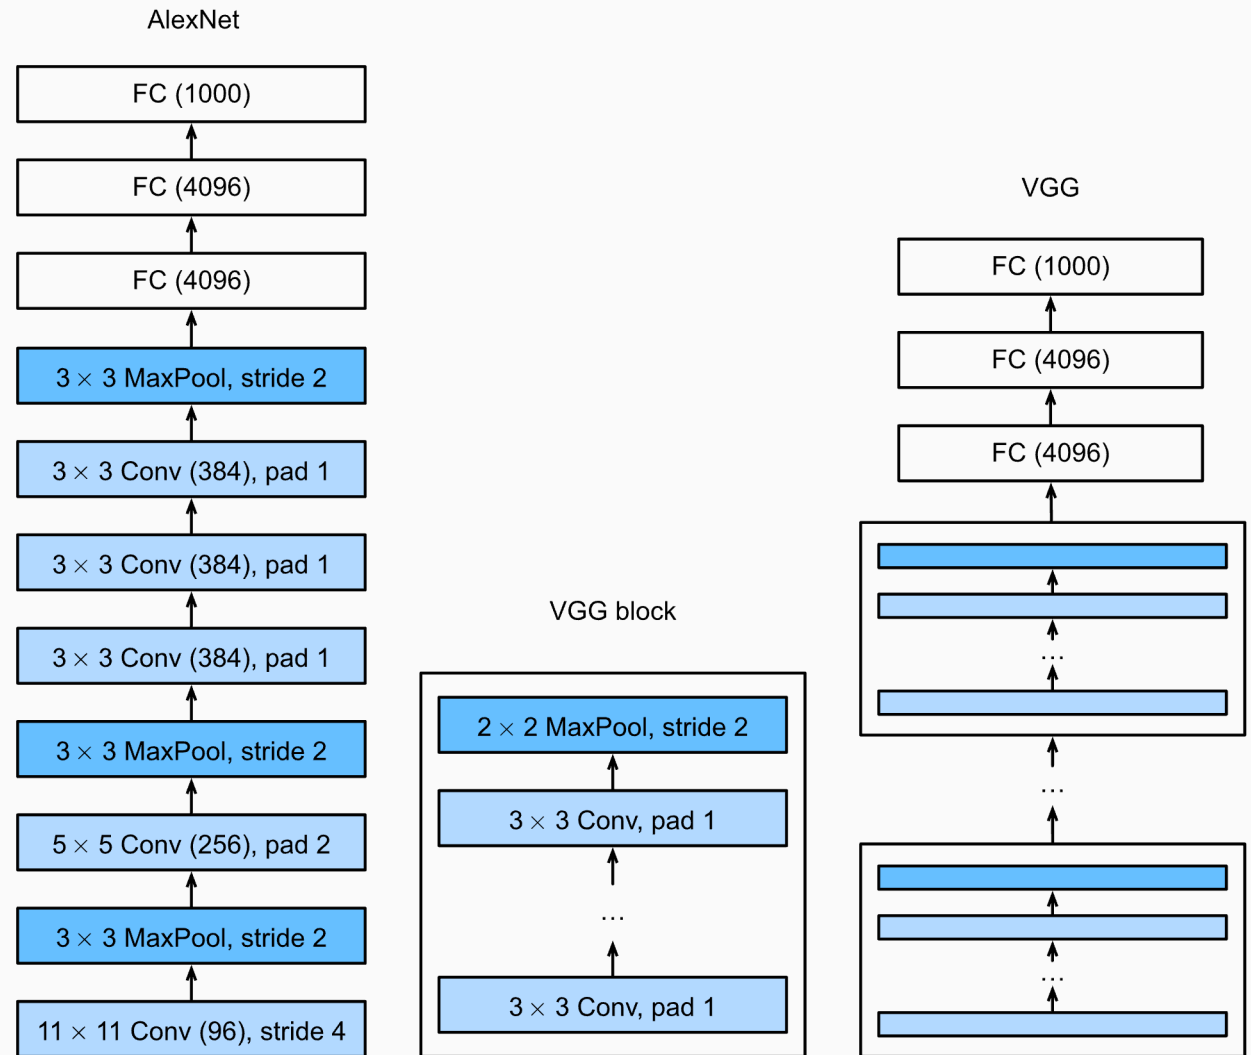 AlexNet
FC (1000)
FC (4096)
FC (4096)
3 × 3 MaxPool, stride 2
3 × 3 Conv (384), pad 1
3 × 3 Conv (384), pad 1
3 × 3 Conv (384), pad 1
3 × 3 MaxPool, stride 2
5 × 5 Conv (256), pad 2
3 × 3 MaxPool, stride 2
11 × 11 Conv (96), stride 4
VGG block
2 × 2 MaxPool, stride 2
3 × 3 Conv, pad 1
...
3 × 3 Conv, pad 1
VGG
FC (1000)
FC (4096)
FC (4096)
...
...
...